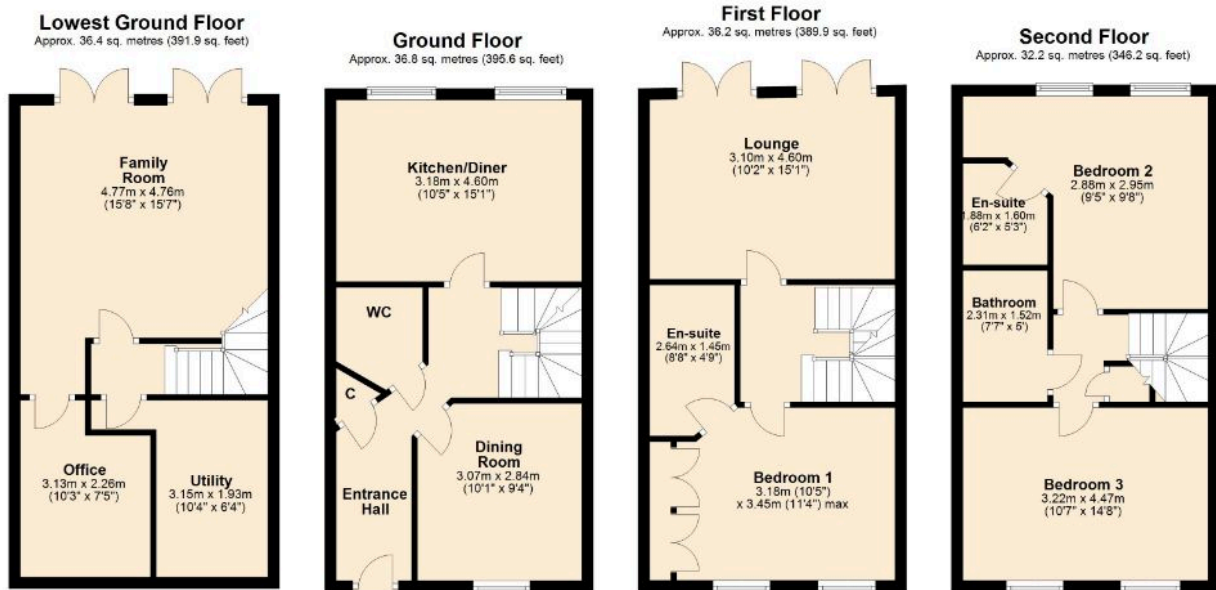 Lowest Ground Floor
Approx. 36.4 sq. metres (391.9 sq. feet)
Family
Room
4.77m x 4.76m
(15'8" x 15'7")
Office
3.13m x 2.26m
(10'3" x 7'5")
Utility
3.15m x 1.93m
(10'4" x 6'4")
Ground Floor
Approx. 36.8 sq. metres (395.6 sq. feet)
Kitchen/Diner
3.18m x 4.60m
(10'5" x 15'1")
WC
C
Dining
Room
3.07m x 2.84m
(10'1" x 9'4")
Entrance
Hall
First Floor
Approx. 36.2 sq. metres (389.9 sq. feet)
Lounge
3.10m x 4.60m
(10'2" x 15'1")
En-suite
2.64m x 1.45m
(8'8" x 4'9")
Bedroom 1
3.18m (10'5")
x 3.45m (11'4") max
Second Floor
Approx. 32.2 sq. metres (346.2 sq. feet)
Bedroom 2
2.88m x 2.95m
(9'5" x 9'8")
En-suite
1.88m x 1.60m
(6'2" x 5'3")
Bathroom
2.31m x 1.52m
(7'7" x 5')
Bedroom 3
3.22m x 4.47m
(10'7" x 14'8")